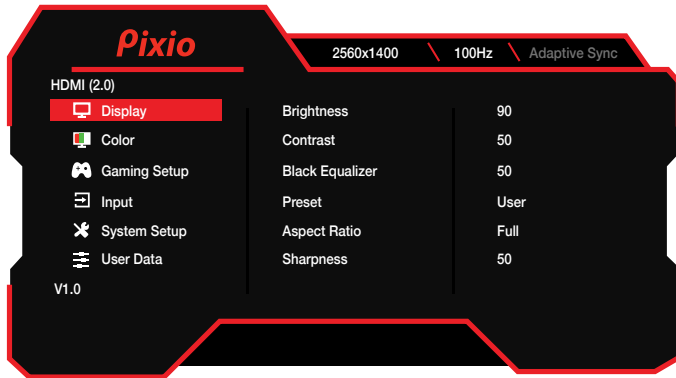 Pixio
2560x1400 \ 100Hz \ Adaptive Sync
HDMI (2.0)
Display Brightness 90
Color Contrast 50
Gaming Setup Black Equalizer 50
Input Preset User
System Setup Aspect Ratio Full
User Data Sharpness 50
V1.0